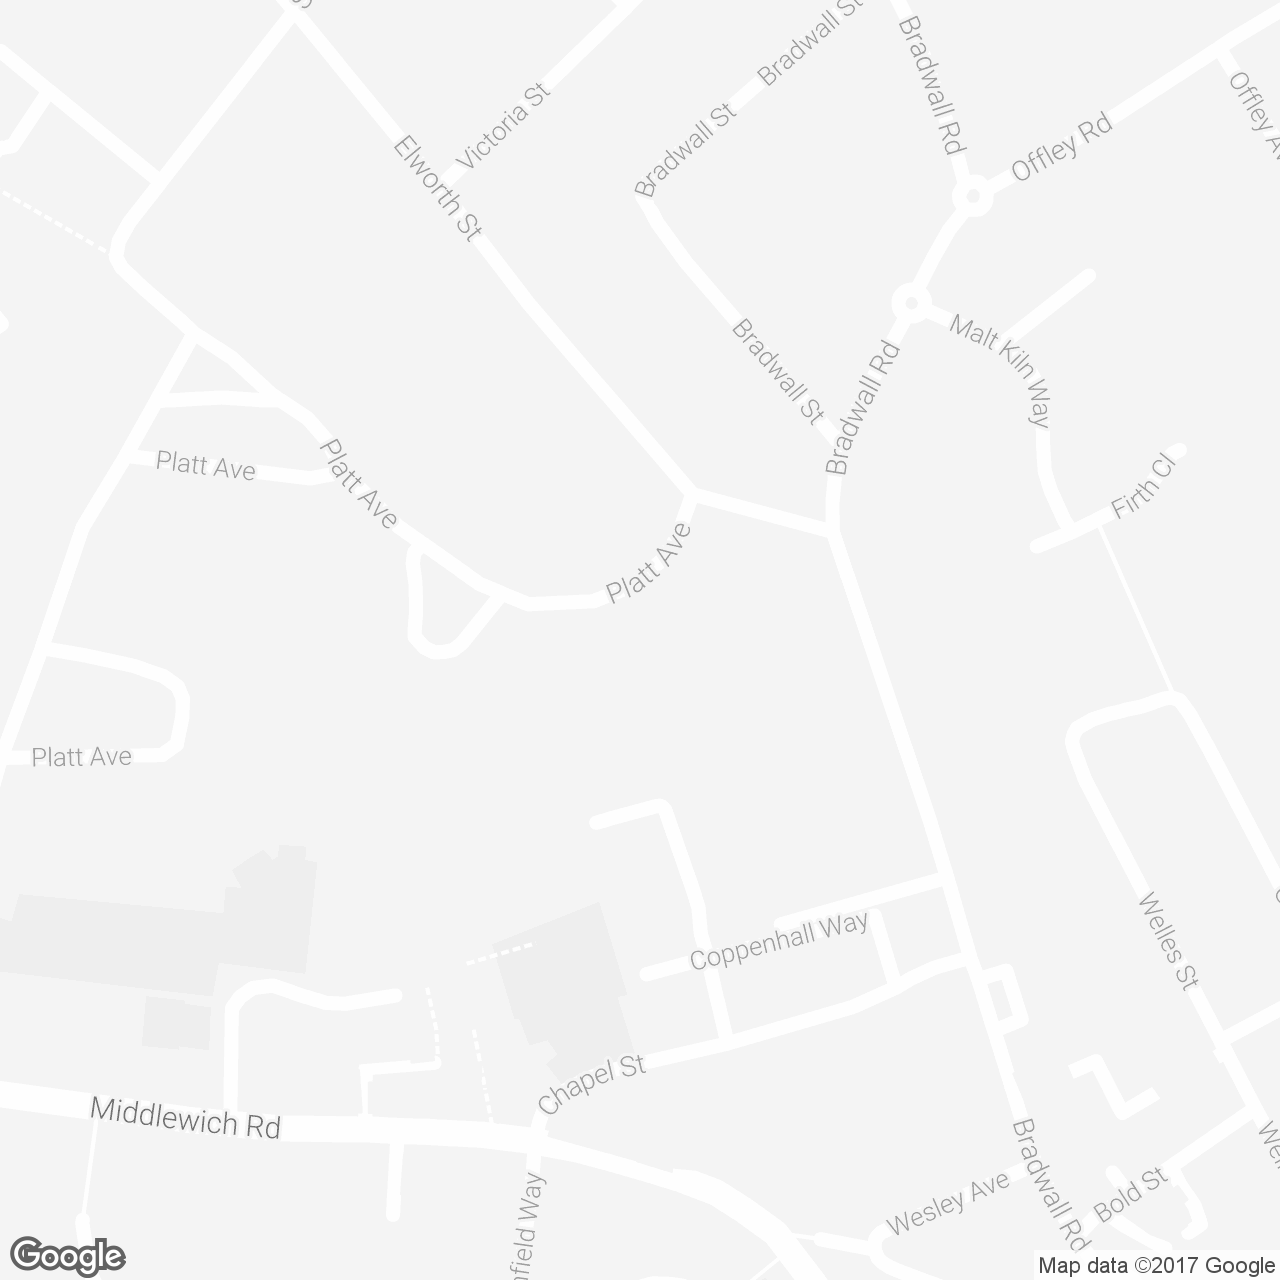 Bradwall St
Bradwall Rd
Offley Rd
Offley
Victoria St
Elworth St
Bradwall St
Bradwall St
Malt Kiln Way
Bradwall Rd
Platt Ave
Platt Ave
Firth Cl
Platt Ave
Platt Ave
Welles St
Coppenhall Way
Chapel St
Middlewich Rd
Bradwall Rd
Bold St
Wesley Ave
Way
Google
Map data ©2017 Google